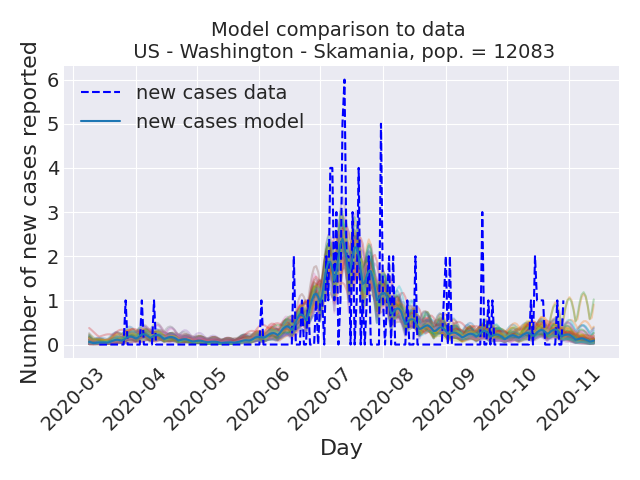 Model comparison to data
US - Washington - Skamania, pop. = 12083
Number of new cases reported
6
5
4
3
2
1
0
new cases data
new cases model
2020-03
2020-04
2020-05
2020-06
2020-07
2020-08
2020-09
2020-10
2020-11
Day